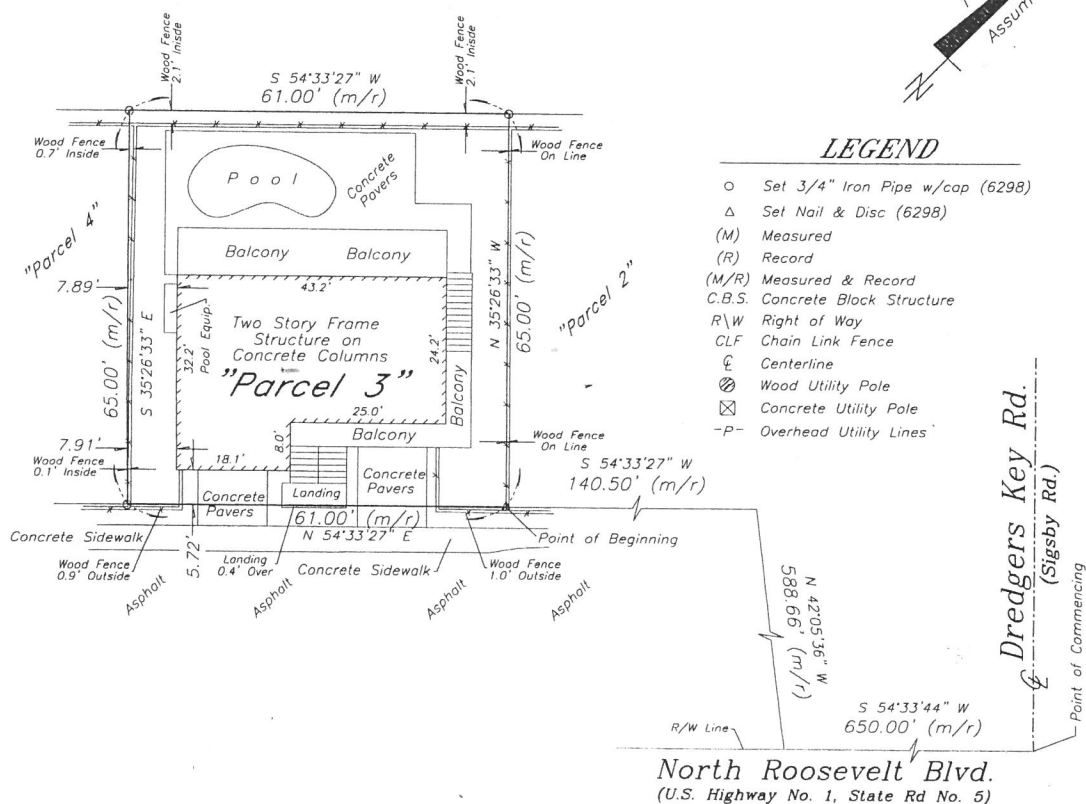 Assum
N
Wood Fence
2.1' Inisde
Wood Fence
2.1' Inisde
S 54°33'27" W
61.00' (m/r)
Wood Fence
0.7' Inside
Wood Fence
On Line
Pool
Concrete
Pavers
"Parcel 4"
Balcony
Balcony
7.89'
43.2'
65.00' (m/r)
S 35°26'33" E
Pool Equip.
32.2'
Two Story Frame
Structure on
Concrete Columns
"Parcel 3"
24.2'
Balcony
N 35°26'33" W
65.00' (m/r)
"Parcel 2"
25.0'
8.0'
Balcony
7.91'
Wood Fence
0.1' Inside
18.1'
Wood Fence
On Line
Concrete
Pavers
Landing
Concrete
Pavers
61.00' (m/r)
N 54°33'27" E
S 54°33'27" W
140.50' (m/r)
Point of Beginning
Concrete Sidewalk
Wood Fence
0.9' Outside
5.72'
Landing
0.4' Over
Concrete Sidewalk
Wood Fence
1.0' Outside
Asphalt
Asphalt
Asphalt
Asphalt
LEGEND
Set 3/4" Iron Pipe w/cap (6298)
Set Nail & Disc (6298)
(M) Measured
(R) Record
(M/R) Measured & Record
C.B.S. Concrete Block Structure
R\W Right of Way
CLF Chain Link Fence
℄ Centerline
Wood Utility Pole
Concrete Utility Pole
-P- Overhead Utility Lines
N 42°05'36" W
588.66' (m/r)
℄ Dredgers Key Rd.
(Sigsby Rd.)
Point of Commencing
S 54°33'44" W
650.00' (m/r)
R/W Line
North Roosevelt Blvd.
(U.S. Highway No. 1, State Rd No. 5)